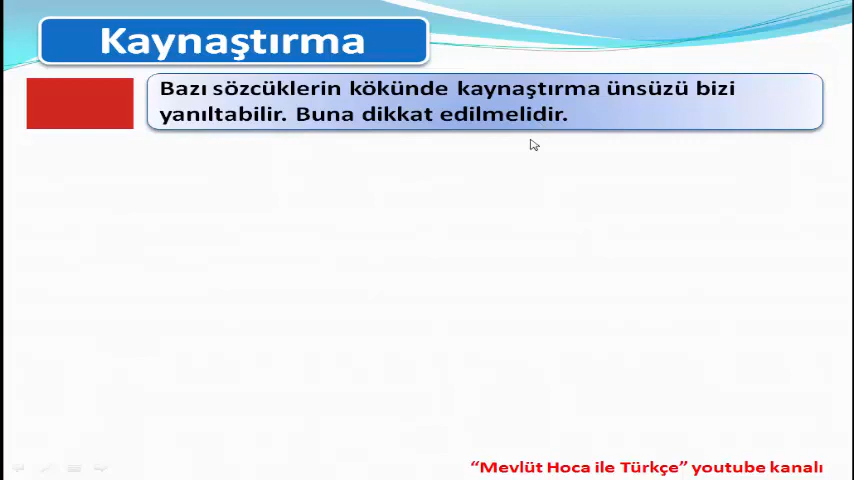 Kaynaştırma
Bazı sözcüklerin kökünde kaynaştırma ünsüzü bizi
yanıltabilir. Buna dikkat edilmelidir.
“Mevlüt Hoca ile Türkçe” youtube kanalı